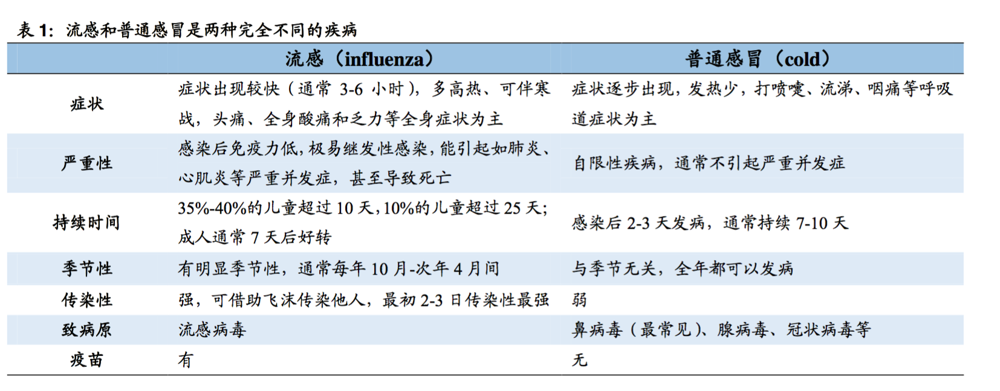 表 1：流感和普通感冒是两种完全不同的疾病
流感（influenza） 普通感冒（cold）
症状 症状出现较快（通常 3-6 小时），多高热、可伴寒战，头痛、全身酸痛和乏力等全身症状为主 症状逐步出现，发热少，打喷嚏、流涕、咽痛等呼吸道症状为主
严重性 感染后免疫力低，极易继发性感染，能引起如肺炎、心肌炎等严重并发症，甚至导致死亡 自限性疾病，通常不引起严重并发症
持续时间 35%-40%的儿童超过 10 天，10%的儿童超过 25 天；成人通常 7 天后好转 感染后 2-3 天发病，通常持续 7-10 天
季节性 有明显季节性，通常每年 10 月-次年 4 月间 与季节无关，全年都可以发病
传染性 强，可借助飞沫传染他人，最初 2-3 日传染性最强 弱
致病原 流感病毒 鼻病毒（最常见）、腺病毒、冠状病毒等
疫苗 有 无